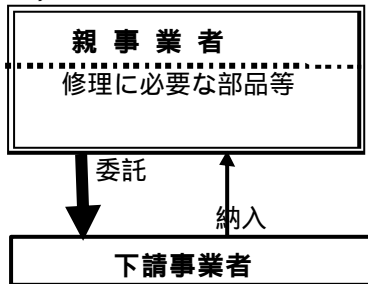 親 事 業 者
修理に必要な部品等
委託
納入
下請事業者